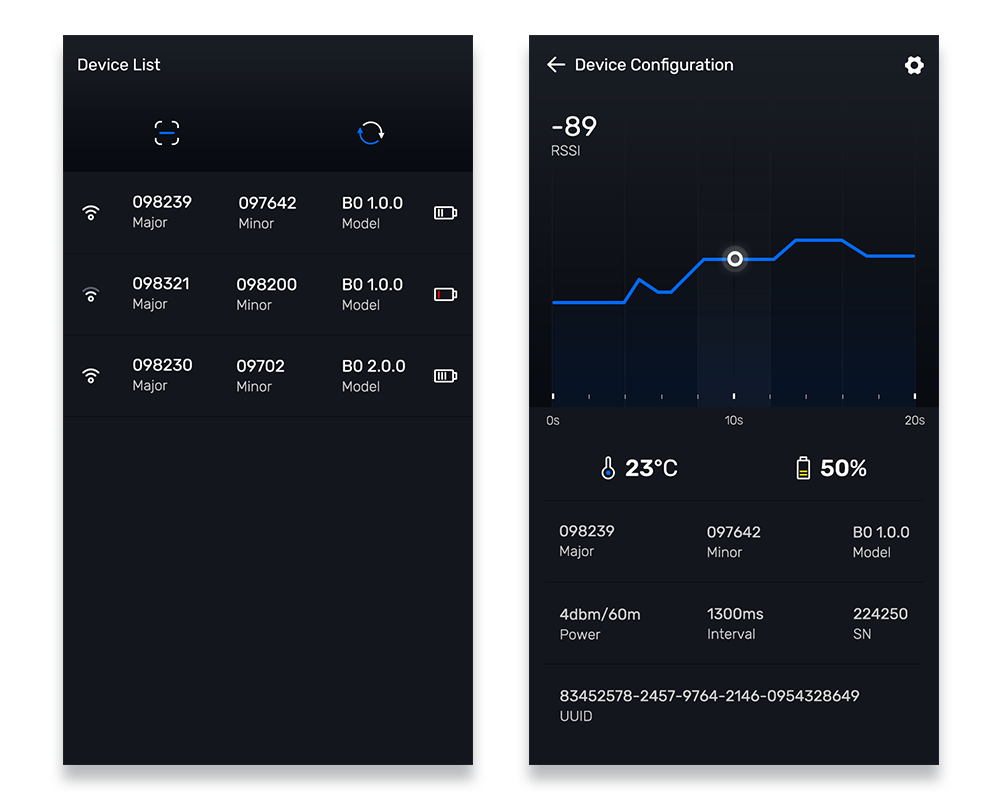 Device List
098239 097642 B0 1.0.0
Major Minor Model
098321 098200 B0 1.0.0
Major Minor Model
098230 09702 B0 2.0.0
Major Minor Model
Device Configuration
-89
RSSI
0s 10s 20s
23°C 50%
098239 097642 B0 1.0.0
Major Minor Model
4dbm/60m 1300ms 224250
Power Interval SN
83452578-2457-9764-2146-0954328649
UUID